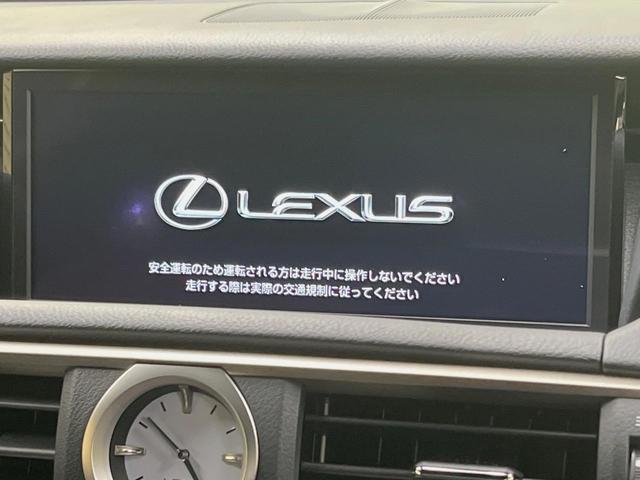 LEXUS
安全運転のため運転される方は走行中に操作しないでください
走行する際は実際の交通規制に従ってください